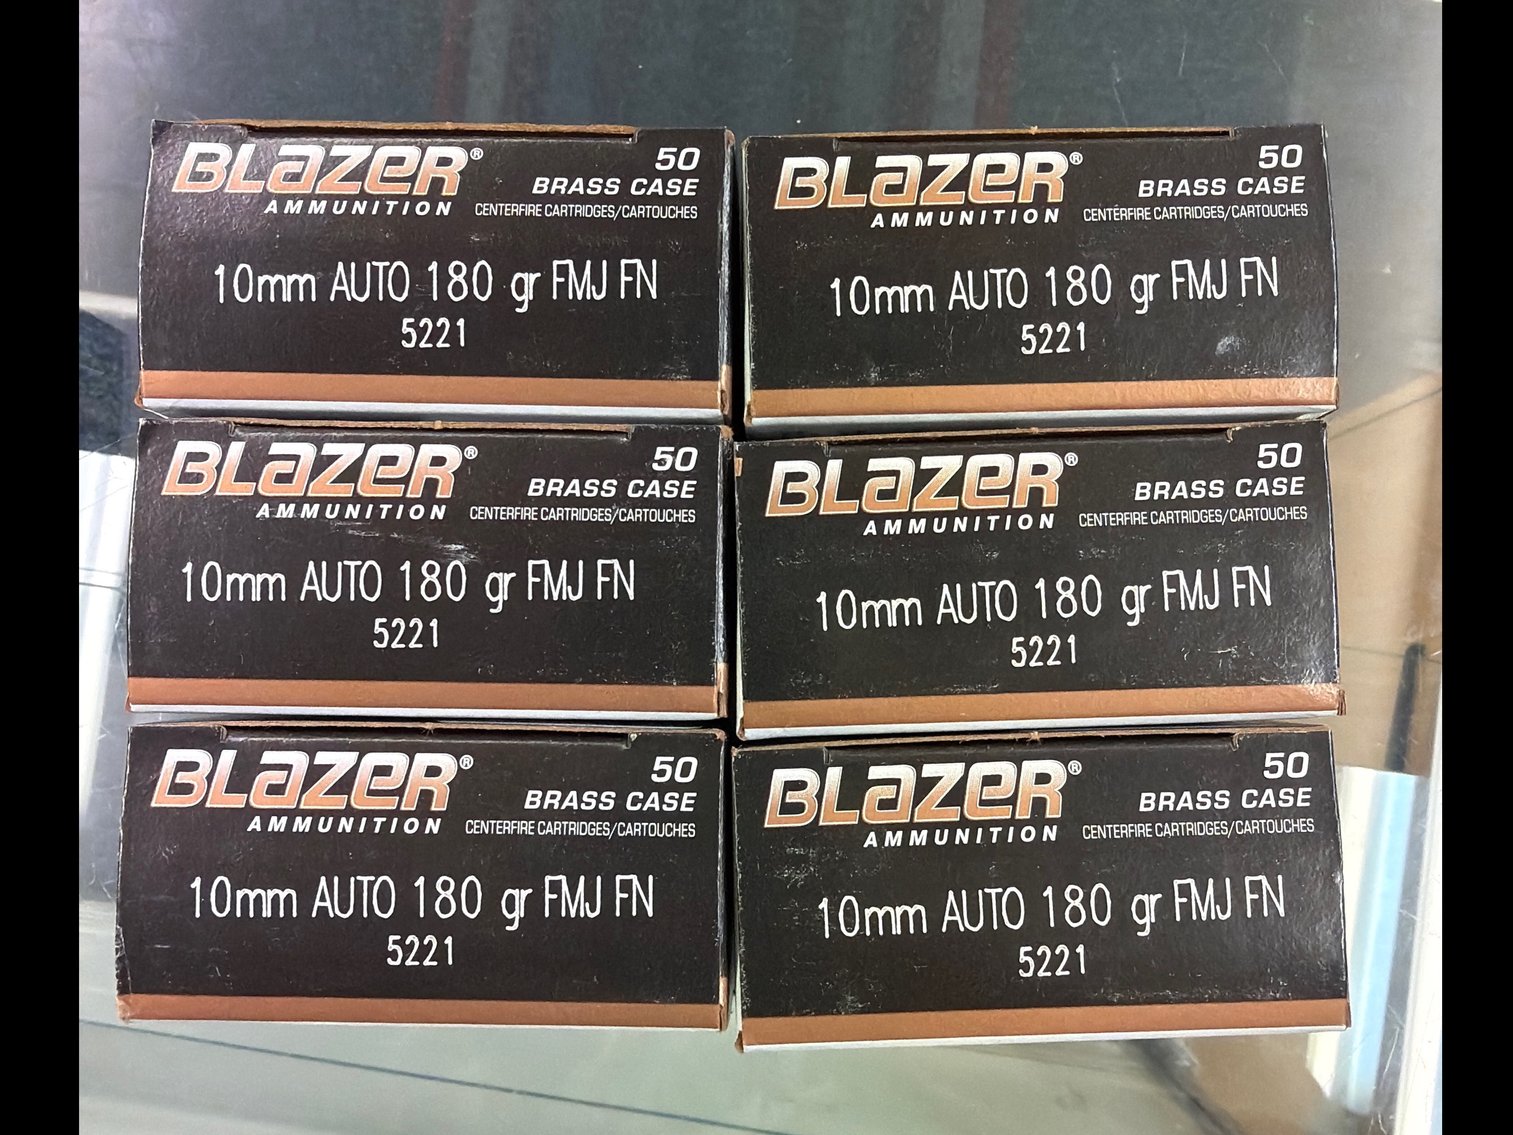 BLAZER®
AMMUNITION
50
BRASS CASE
CENTERFIRE CARTRIDGES/CARTOUCHES
10mm AUTO 180 gr FMJ FN
5221
BLAZER®
AMMUNITION
50
BRASS CASE
CENTERFIRE CARTRIDGES/CARTOUCHES
10mm AUTO 180 gr FMJ FN
5221
BLAZER®
AMMUNITION
50
BRASS CASE
CENTERFIRE CARTRIDGES/CARTOUCHES
10mm AUTO 180 gr FMJ FN
5221
BLAZER®
AMMUNITION
50
BRASS CASE
CENTERFIRE CARTRIDGES/CARTOUCHES
10mm AUTO 180 gr FMJ FN
5221
BLAZER®
AMMUNITION
50
BRASS CASE
CENTERFIRE CARTRIDGES/CARTOUCHES
10mm AUTO 180 gr FMJ FN
5221
BLAZER®
AMMUNITION
50
BRASS CASE
CENTERFIRE CARTRIDGES/CARTOUCHES
10mm AUTO 180 gr FMJ FN
5221